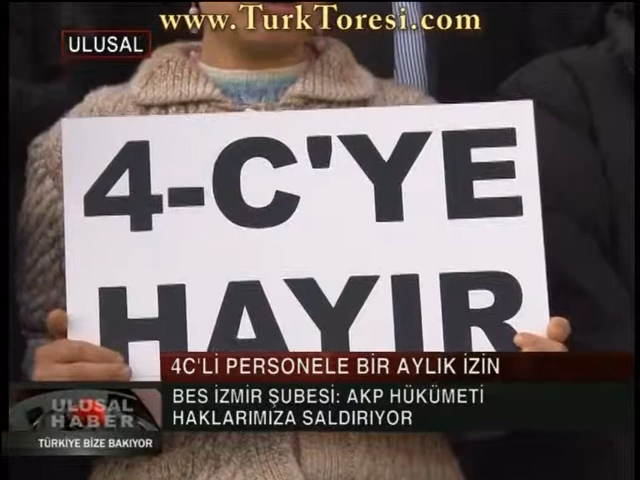 www.TurkToresi.com
ULUSAL
4-C'YE
HAYIR
4C'Lİ PERSONELE BİR AYLIK İZİN
BES İZMİR ŞUBESİ: AKP HÜKÜMETİ
HAKLARIMIZA SALDIRIYOR
ULUSAL
HABER
TÜRKİYE BİZE BAKIYOR